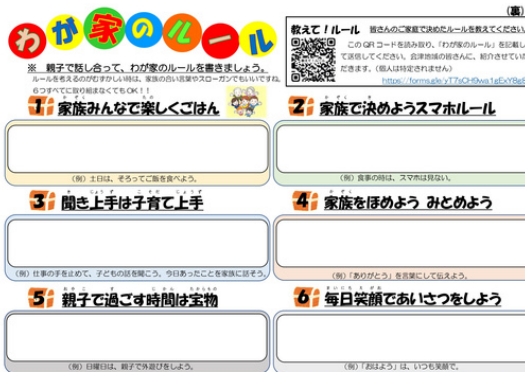 (裏)
わが家のルール
教えて!ルール 皆さんのご家庭で決めたルールを教えてください
このQRコードを読み取り、「わが家のルール」を記載し
て送信してください。会津地域の皆さんに、紹介させていた
だきます。(個人は特定されません)
https://forms.gle/
※ 親子で話し合って、わが家のルールを書きましょう。
ルールを考えるのがむずかしい時は、家族の合い言葉やスローガンでもいいですね。
6つすべてに取り組まなくてもOK!!
1 家族みんなで楽しくごはん
(例)土日は、そろってご飯を食べよう。
2 家族で決めようスマホルール
(例)食事の時は、スマホは見ない。
3 聞き上手は子育て上手
(例)仕事の手を止めて、子どもの話を聞こう。今日あったことを家族に話そう。
4 家族をほめよう みとめよう
(例)「ありがとう」を言葉にして伝えよう。
5 親子で過ごす時間は宝物
(例)日曜日は、親子で外遊びをしよう。
6 毎日笑顔であいさつをしよう
(例)「おはよう」は、いつも笑顔で。